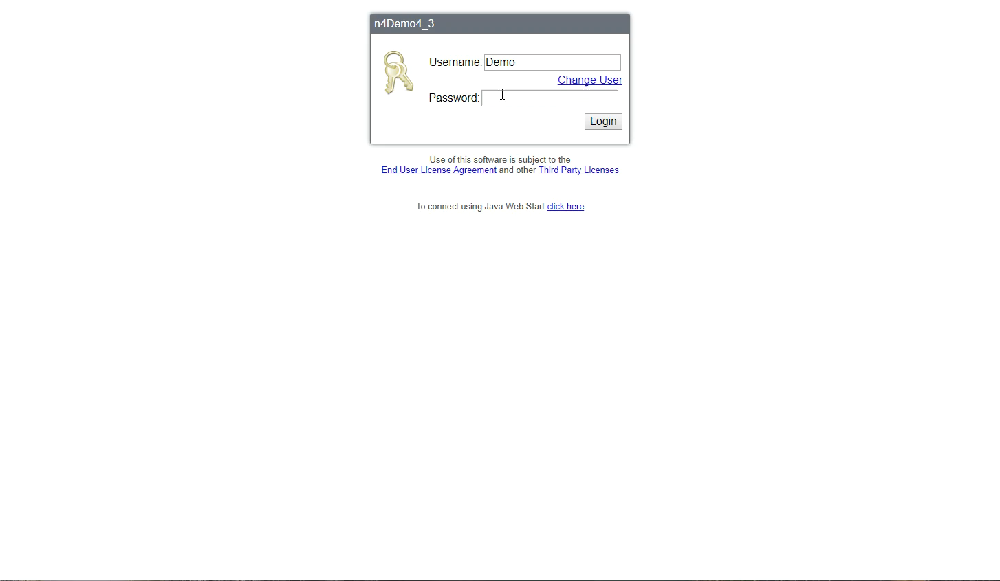 n4Demo4_3
Username: Demo
Change User
Password:
Login
Use of this software is subject to the
End User License Agreement and other Third Party Licenses
To connect using Java Web Start click here